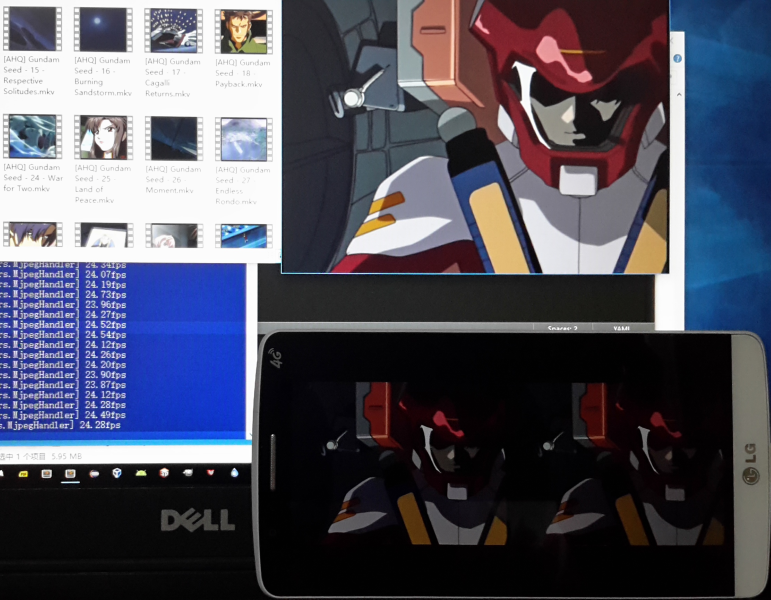 [AHQ] Gundam
Seed - 15 -
Respective
Solitudes.mkv
[AHQ] Gundam
Seed - 16 -
Burning
Sandstorm.mkv
[AHQ] Gundam
Seed - 17 -
Cagalli
Returns.mkv
[AHQ] Gundam
Seed - 18 -
Payback.mkv
[AHQ] Gundam
Seed - 24 - War
for Two.mkv
[AHQ] Gundam
Seed - 25
Land of
Peace.mkv
[AHQ] Gundam
Seed - 26
Moment.mkv
[AHQ] Gundam
Seed - 27
Endless
Rondo.mkv
rs.MjpegHandler] 24.34fps
rs.MjpegHandler] 24.07fps
rs.MjpegHandler] 24.19fps
rs.MjpegHandler] 24.73fps
rs.MjpegHandler] 23.96fps
rs.MjpegHandler] 24.27fps
rs.MjpegHandler] 24.52fps
rs.MjpegHandler] 24.54fps
rs.MjpegHandler] 24.12fps
rs.MjpegHandler] 24.26fps
rs.MjpegHandler] 24.20fps
rs.MjpegHandler] 23.90fps
rs.MjpegHandler] 23.87fps
rs.MjpegHandler] 24.12fps
rs.MjpegHandler] 24.28fps
rs.MjpegHandler] 24.49fps
s.MjpegHandler] 24.28fps
Spaces: 2 YAML
选中 1 个项目 5.95 MB
4G
LG
DELL